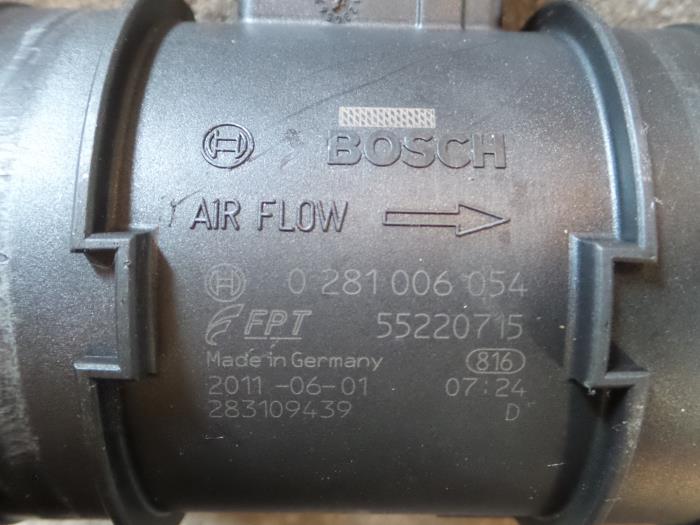 BOSCH
AIR FLOW
0 281 006 054
FPT 55220715
Made in Germany 816
2011-06-01 07:24
283109439 D